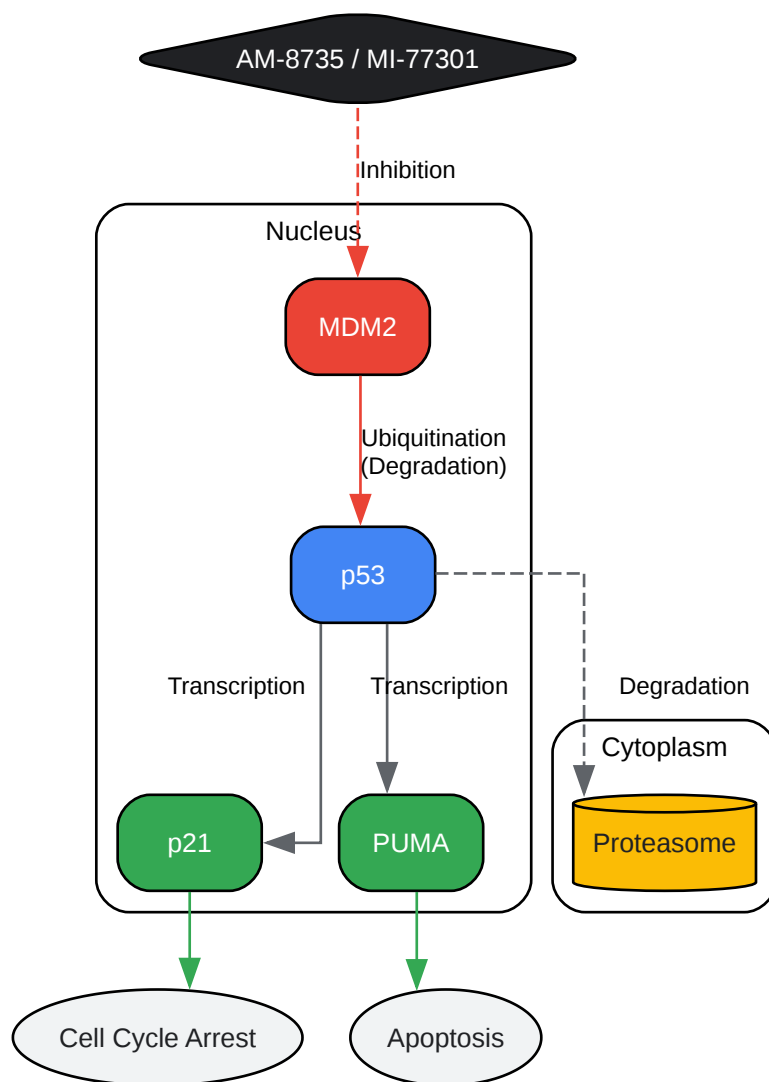 AM-8735 / MI-77301
Inhibition
Nucleus
MDM2
Ubiquitination
(Degradation)
p53
Transcription
Transcription
Degradation
Cytoplasm
p21
PUMA
Proteasome
Cell Cycle Arrest
Apoptosis